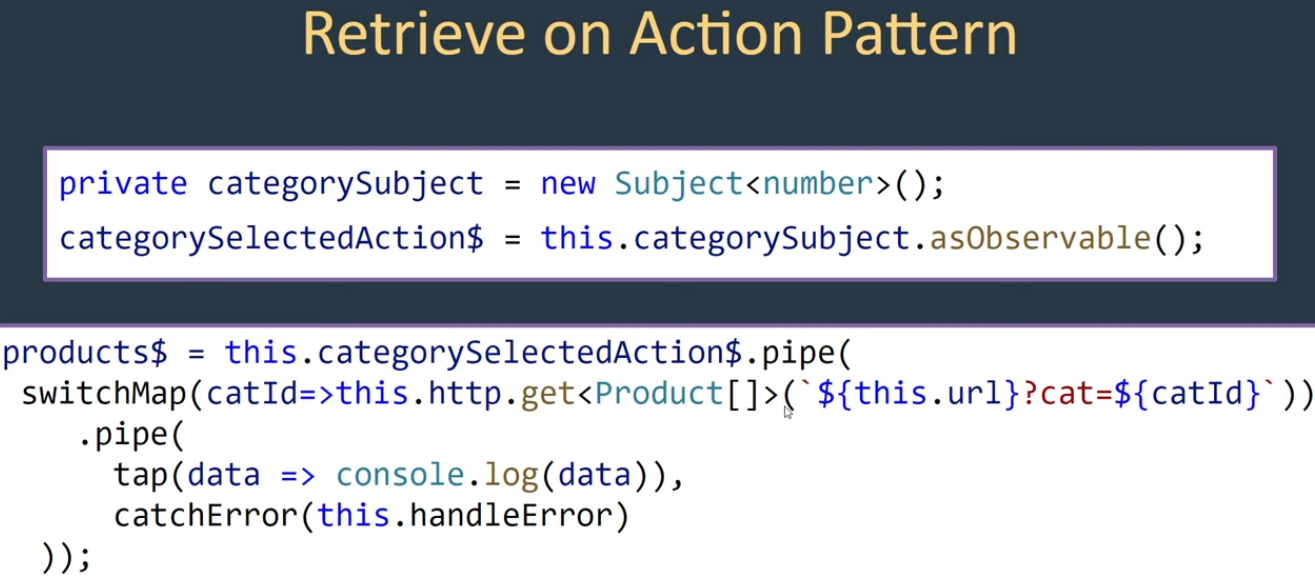 Retrieve on Action Pattern
private categorySubject = new Subject<number>();
categorySelectedAction$ = this.categorySubject.asObservable();
products$ = this.categorySelectedAction$.pipe(
switchMap(catId=>this.http.get<Product[]>(`${this.url}?cat=${catId}`))
.pipe(
tap(data => console.log(data)),
catchError(this.handleError)
));